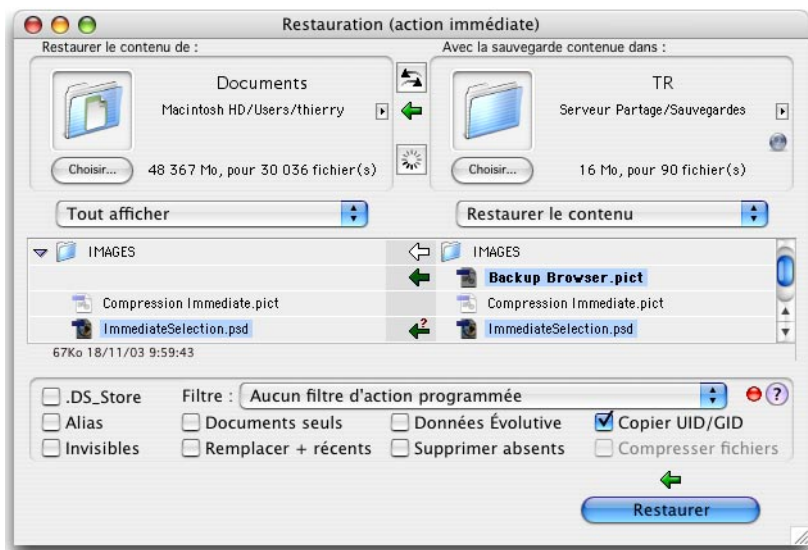 Restauration (action immédiate)
Restaurer le contenu de :
Avec la sauvegarde contenue dans :
Documents
TR
Macintosh HD/Users/thierry
Serveur Partage/Sauvegardes
Choisir...
48 367 Mo, pour 30 036 fichier(s)
Choisir...
16 Mo, pour 90 fichier(s)
Tout afficher
Restaurer le contenu
IMAGES
IMAGES
Backup Browser.pict
Compression Immediate.pict
Compression Immediate.pict
ImmediateSelection.psd
?
ImmediateSelection.psd
67Ko 18/11/03 9:59:43
.DS_Store
Filtre : Aucun filtre d'action programmée
?
Alias
Documents seuls
Données Évolutive
Copier UID/GID
Invisibles
Remplacer + récents
Supprimer absents
Compresser fichiers
Restaurer